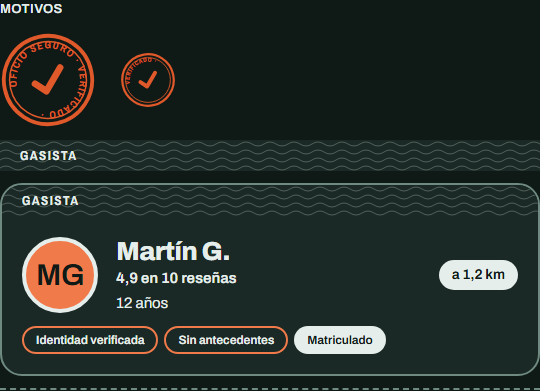 MOTIVOS
OFICIO SEGURO · VERIFICADO ·
VERIFICADO ·
GASISTA
GASISTA
MG
Martín G.
4,9 en 10 reseñas
12 años
a 1,2 km
Identidad verificada
Sin antecedentes
Matriculado